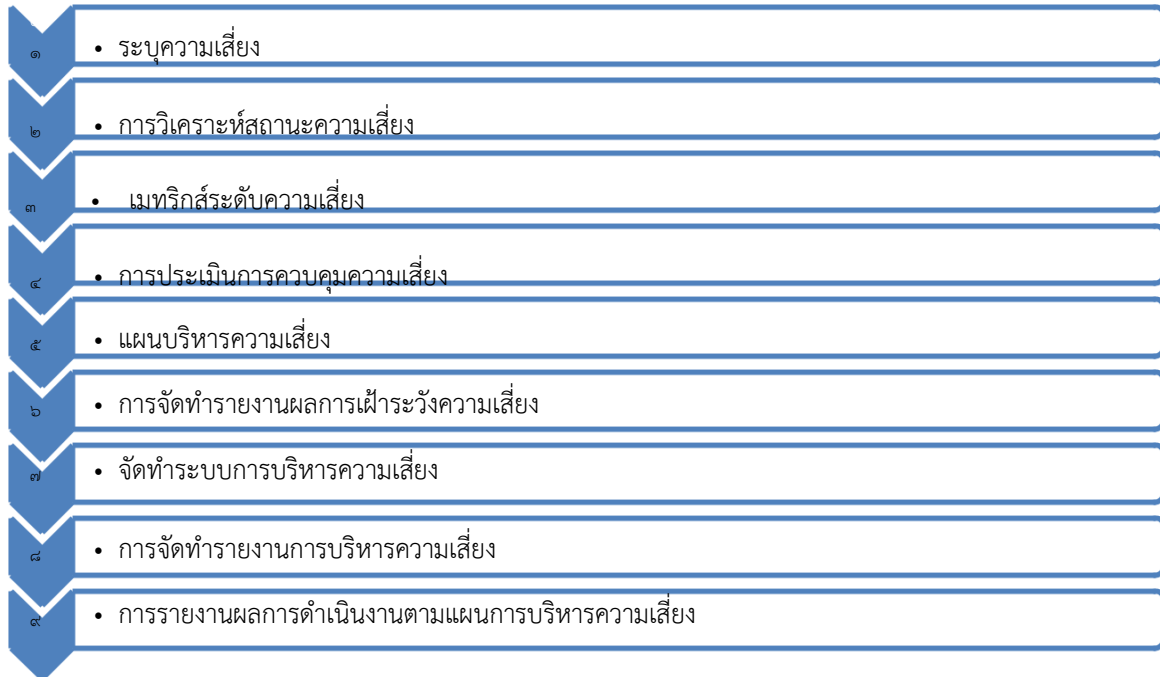 ๑ • ระบุความเสี่ยง
๒ • การวิเคราะห์สถานะความเสี่ยง
๓ • เมทริกส์ระดับความเสี่ยง
๔ • การประเมินการควบคุมความเสี่ยง
๕ • แผนบริหารความเสี่ยง
๖ • การจัดทำรายงานผลการเฝ้าระวังความเสี่ยง
๗ • จัดทำระบบการบริหารความเสี่ยง
๘ • การจัดทำรายงานการบริหารความเสี่ยง
๙ • การรายงานผลการดำเนินงานตามแผนการบริหารความเสี่ยง